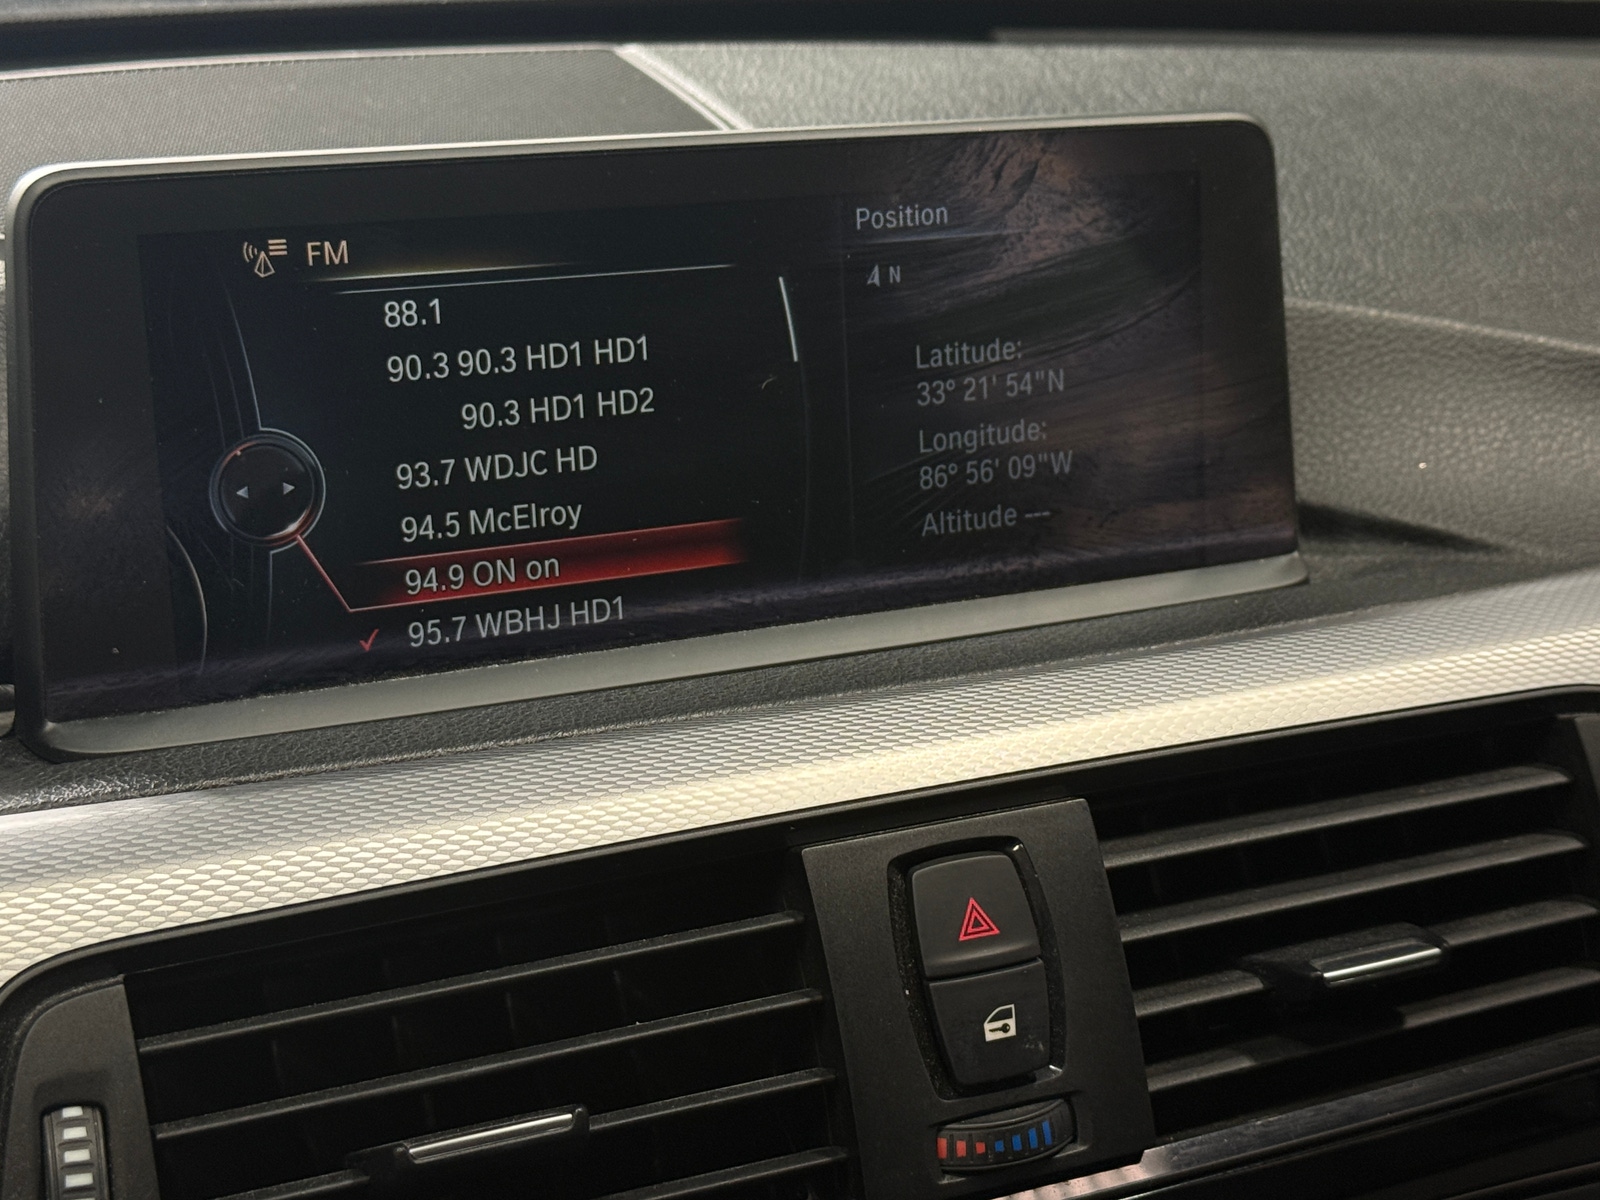 FM
88.1
90.3 90.3 HD1 HD1
90.3 HD1 HD2
93.7 WDJC HD
94.5 McElroy
94.9 ON on
95.7 WBHJ HD1
Position
N
Latitude:
33° 21' 54"N
Longitude:
86° 56' 09"W
Altitude ---